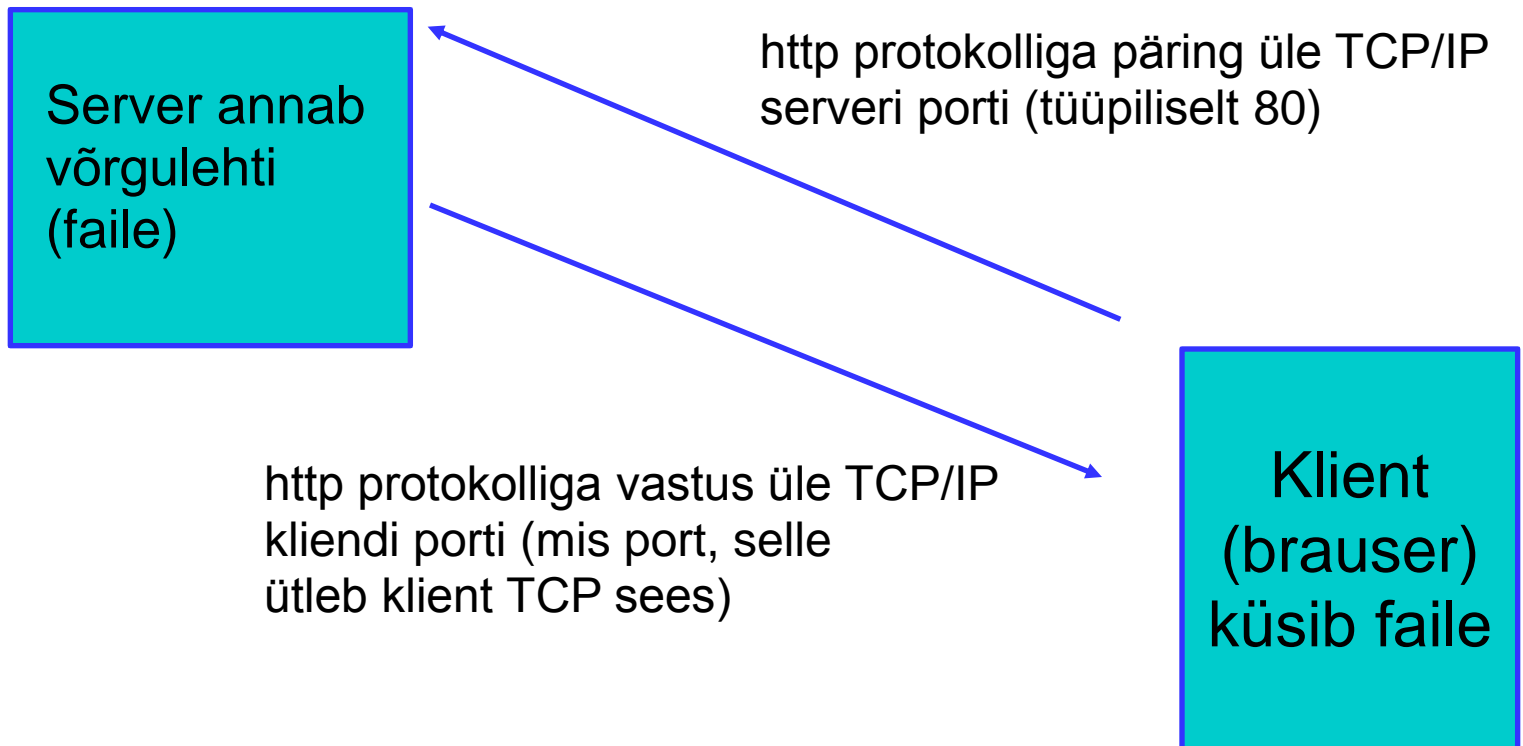 Server annab
võrgulehti
(faile)
http protokolliga päring üle TCP/IP
serveri porti (tüüpiliselt 80)
http protokolliga vastus üle TCP/IP
kliendi porti (mis port, selle
ütleb klient TCP sees)
Klient
(brauser)
küsib faile